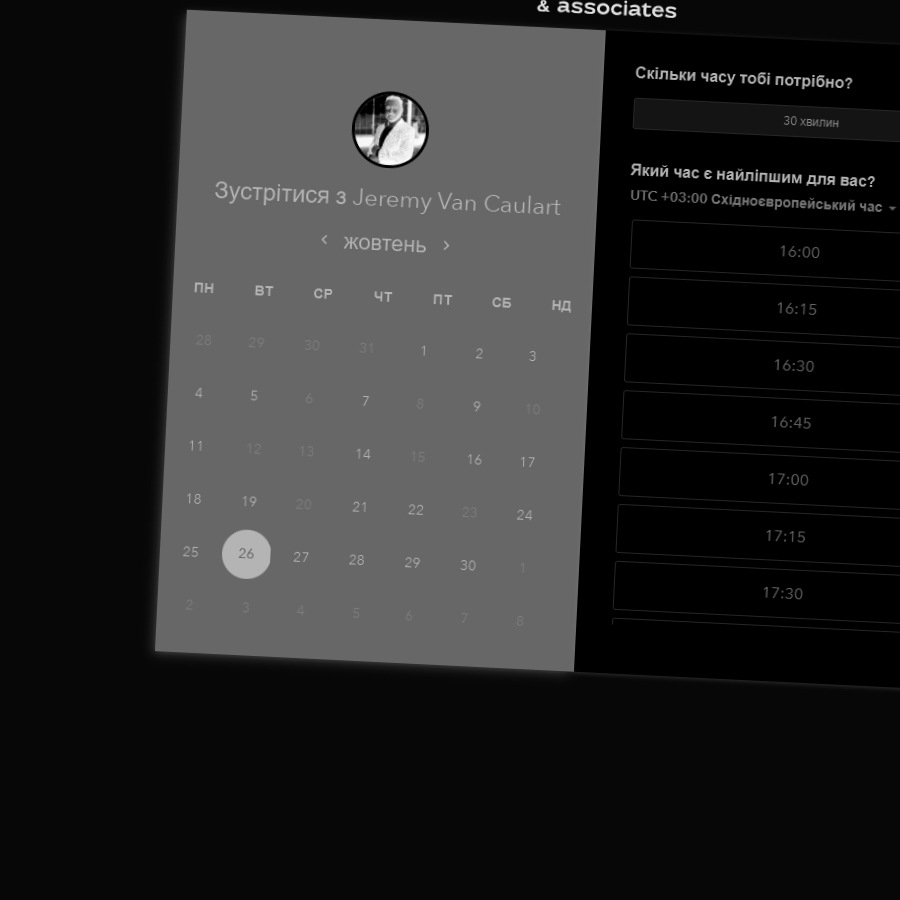 & associates
Зустрітися з Jeremy Van Caulart
‹ жовтень ›
ПН ВТ СР ЧТ ПТ СБ НД
28 29 30 31 1 2 3
4 5 6 7 8 9 10
11 12 13 14 15 16 17
18 19 20 21 22 23 24
25 26 27 28 29 30 1
2 3 4 5 6 7 8
Скільки часу тобі потрібно?
30 хвилин
Який час є найліпшим для вас?
UTC +03:00 Східноєвропейський час
16:00
16:15
16:30
16:45
17:00
17:15
17:30